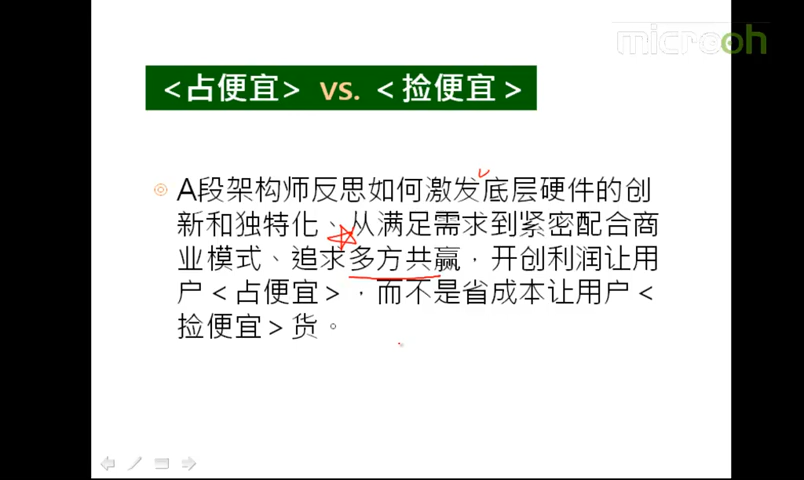 microoh
<占便宜> vs. <捡便宜>
A段架构师反思如何激发底层硬件的创
新和独特化、从满足需求到紧密配合商
业模式、追求多方共赢，开创利润让用
户<占便宜>，而不是省成本让用户<
捡便宜>货。